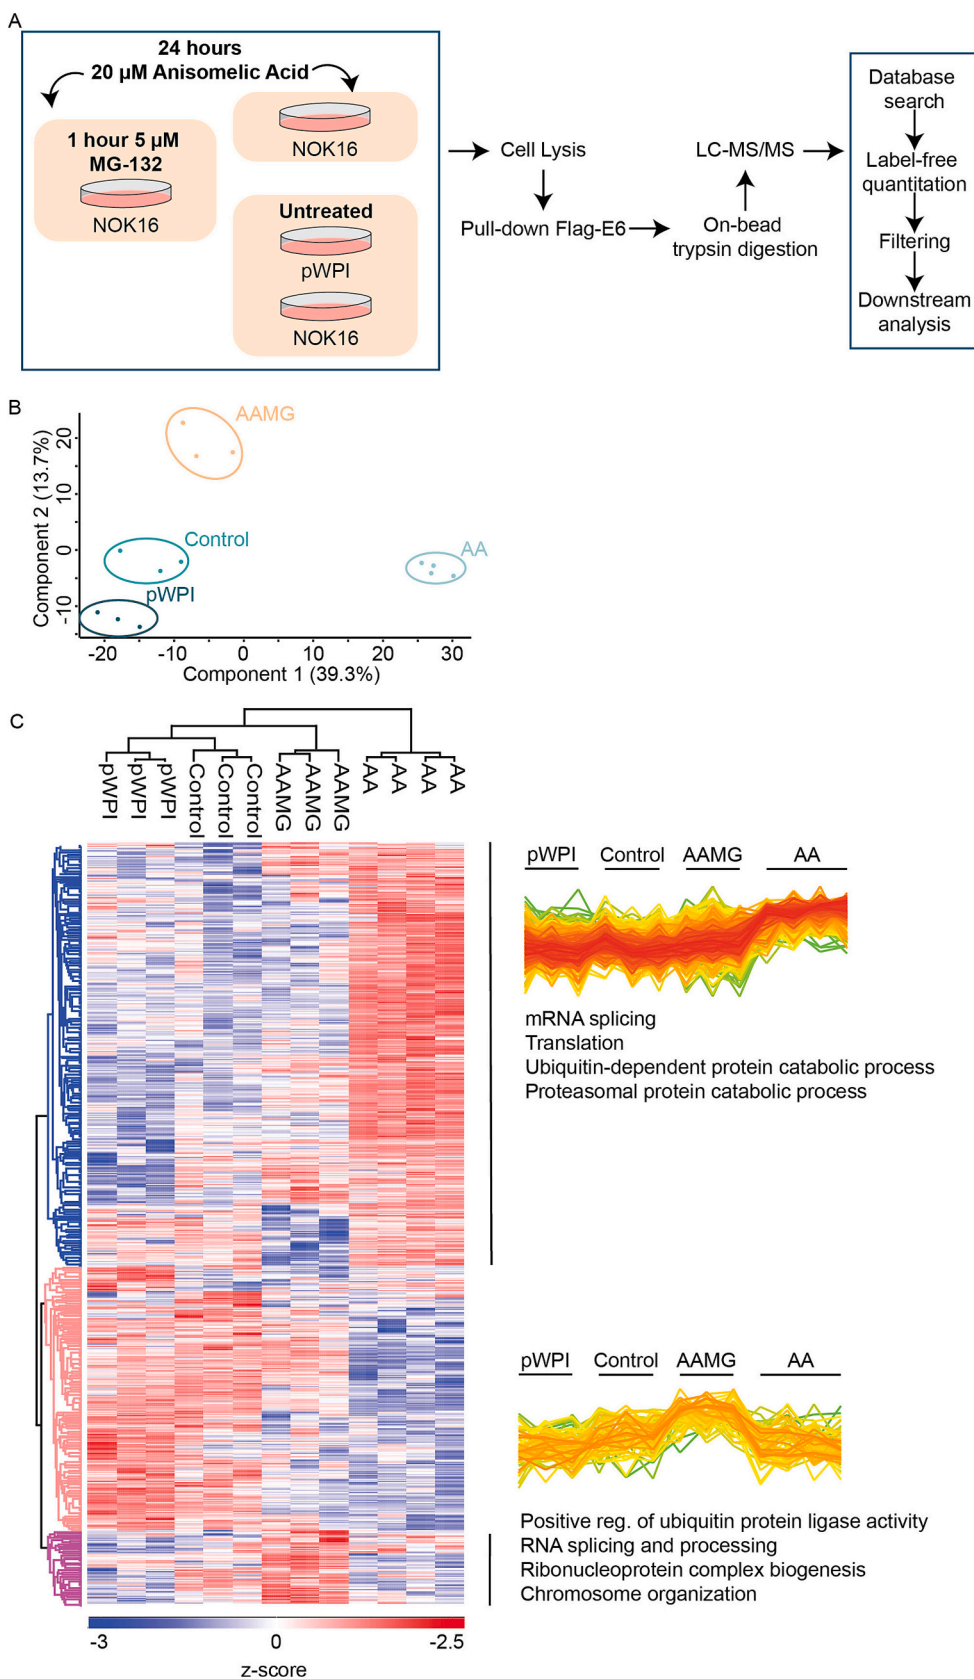 A
24 hours
20 µM Anisomelic Acid
1 hour 5 µM
MG-132
NOK16
NOK16
Untreated
pWPI
NOK16
Cell Lysis
Pull-down Flag-E6
LC-MS/MS
On-bead
trypsin digestion
Database
search
Label-free
quantitation
Filtering
Downstream
analysis
B
Component 2 (13.7%)
20
10
0
-10
AAMG
Control
pWPI
AA
-20
-10
0
10
20
30
Component 1 (39.3%)
C
pWPI
pWPI
pWPI
Control
Control
Control
AAMG
AAMG
AAMG
AA
AA
AA
AA
pWPI Control AAMG AA
mRNA splicing
Translation
Ubiquitin-dependent protein catabolic process
Proteasomal protein catabolic process
pWPI Control AAMG AA
Positive reg. of ubiquitin protein ligase activity
RNA splicing and processing
Ribonucleoprotein complex biogenesis
Chromosome organization
-3 0 -2.5
z-score